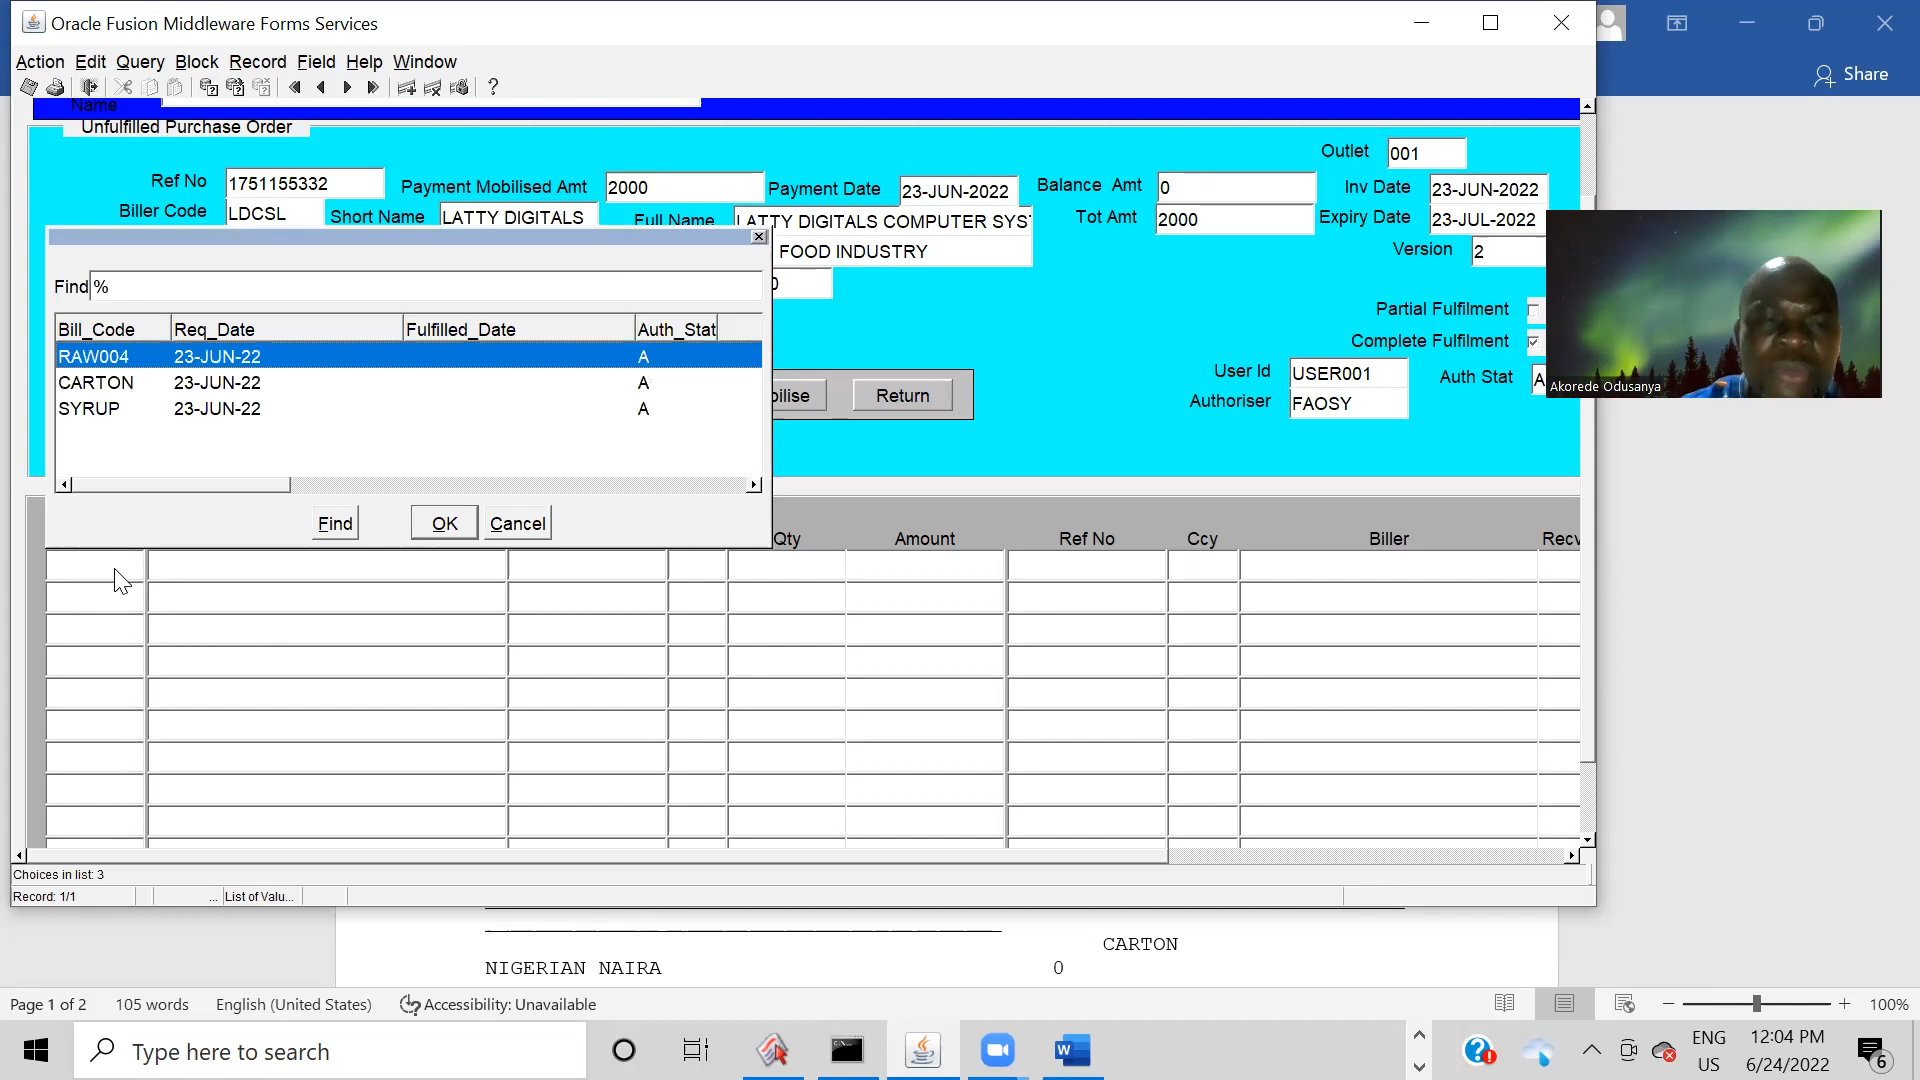 Oracle Fusion Middleware Forms Services
Action Edit Query Block Record Field Help Window
Share
Name
Unfulfilled Purchase Order
Outlet 001
Ref No 1751155332 Payment Mobilised Amt 2000 Payment Date 23-JUN-2022 Balance Amt 0 Inv Date 23-JUN-2022
Biller Code LDCSL Short Name LATTY DIGITALS Full Name LATTY DIGITALS COMPUTER SYS Tot Amt 2000 Expiry Date 23-JUL-2022
FOOD INDUSTRY Version 2
Find %
Bill_Code Req_Date Fulfilled_Date Auth_Stat
RAW004 23-JUN-22 A
CARTON 23-JUN-22 A
SYRUP 23-JUN-22 A
Find OK Cancel
bilise Return
Partial Fulfilment
Complete Fulfilment
User Id USER001 Auth Stat A
Authoriser FAOSY
Akorede Odusanya
Qty Amount Ref No Ccy Biller Recv
Choices in list: 3
Record: 1/1 ... List of Valu...
CARTON
NIGERIAN NAIRA 0
Page 1 of 2 105 words English (United States) Accessibility: Unavailable 100%
Type here to search
ENG
US
12:04 PM
6/24/2022
6